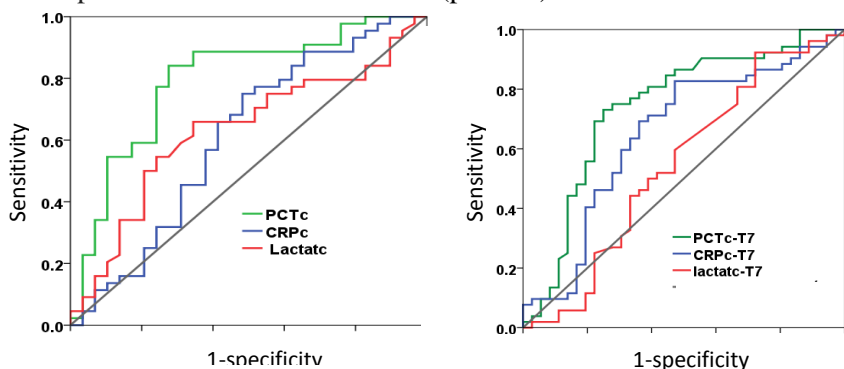 1.0
0.8
0.6
0.4
0.2
0.0
Sensitivity
PCTc
CRPc
Lactatc
1-specificity
1.0
0.8
0.6
0.4
0.2
0.0
Sensitivity
PCTc-T7
CRPc-T7
lactatc-T7
1-specificity